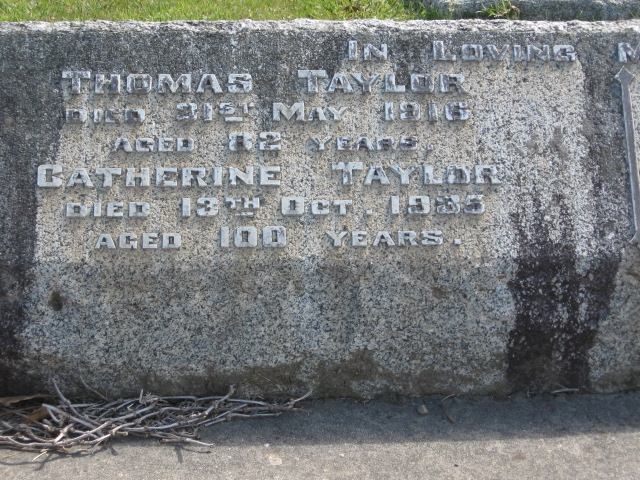 IN LOVING M
THOMAS TAYLOR
DIED 31ST MAY 1916
AGED 82 YEARS.
CATHERINE TAYLOR
DIED 13TH OCT. 1935
AGED 100 YEARS.